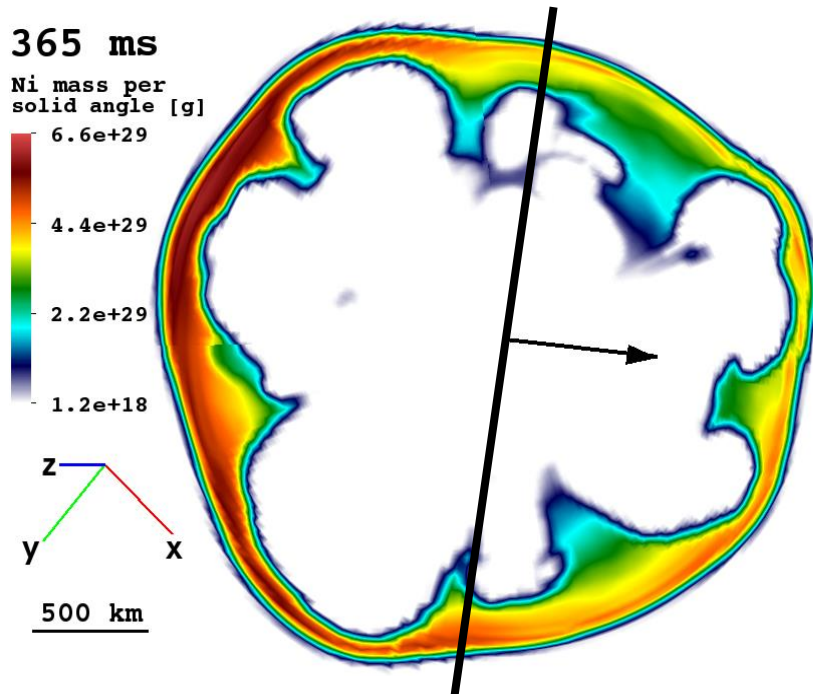 365 ms
Ni mass per
solid angle [g]
6.6e+29
4.4e+29
2.2e+29
1.2e+18
z
y
x
500 km